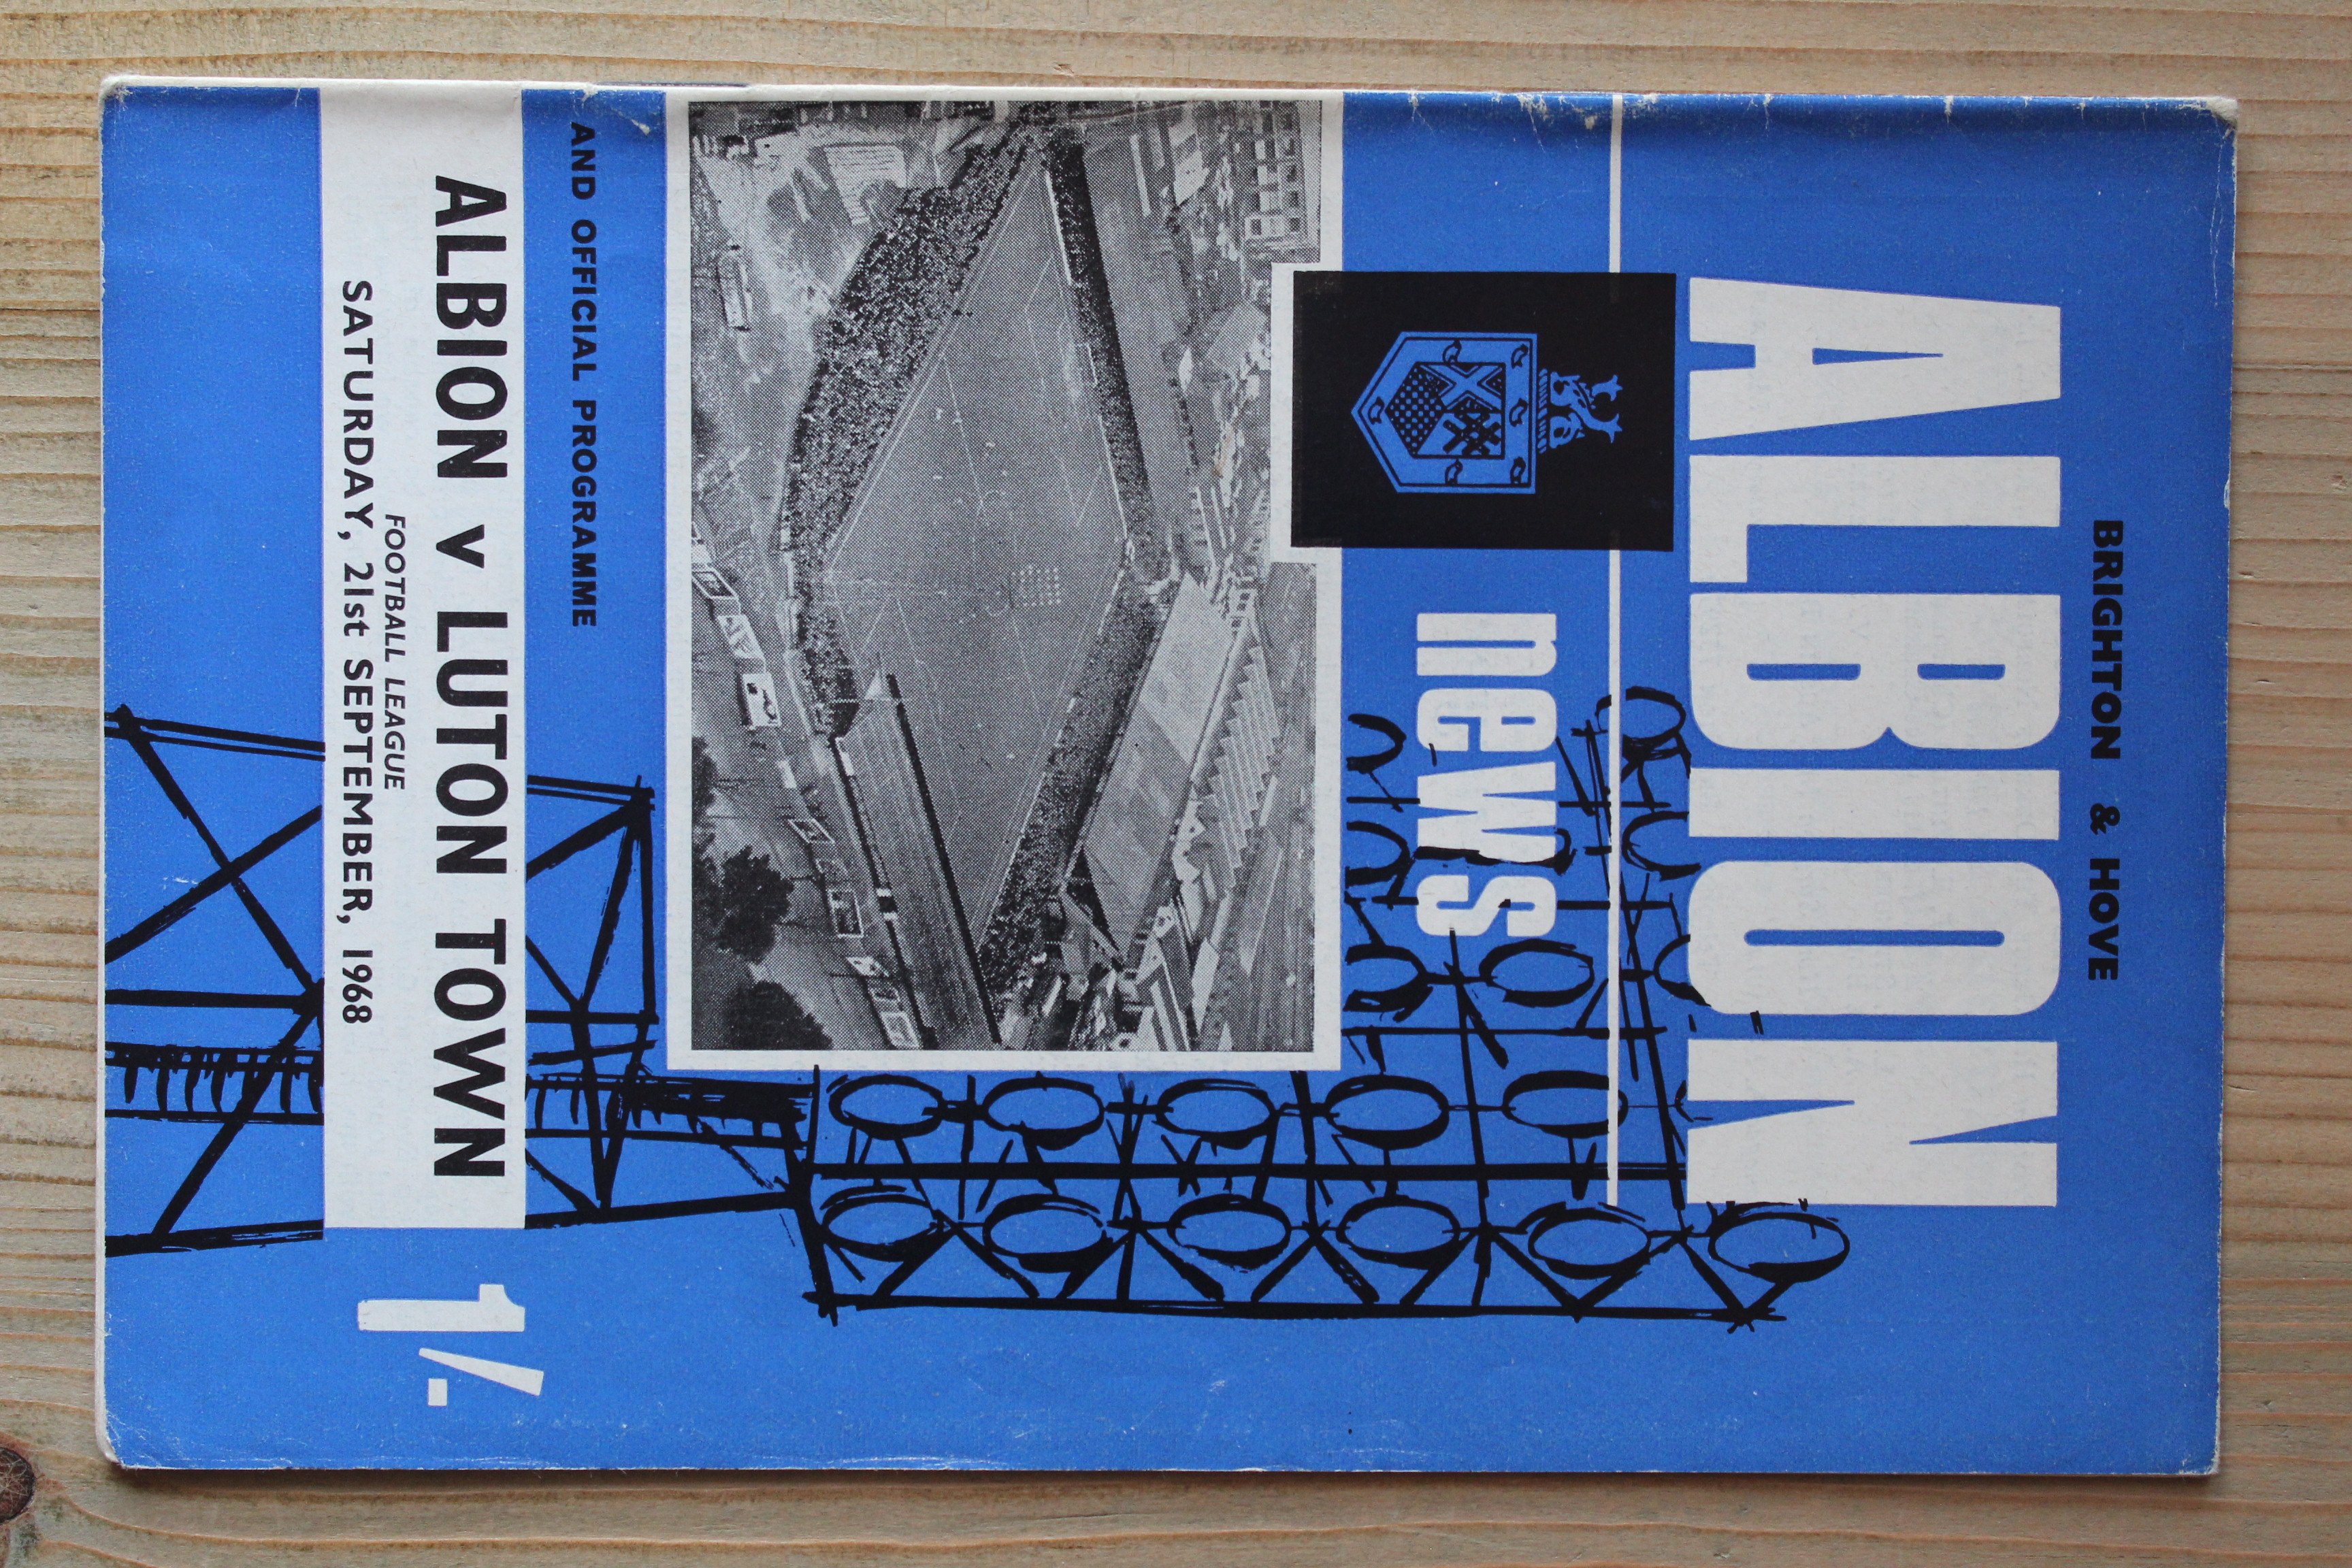 BRIGHTON & HOVE
ALBION
news
AND OFFICIAL PROGRAMME
ALBION v LUTON TOWN
FOOTBALL LEAGUE
SATURDAY, 21st SEPTEMBER, 1968
1/-